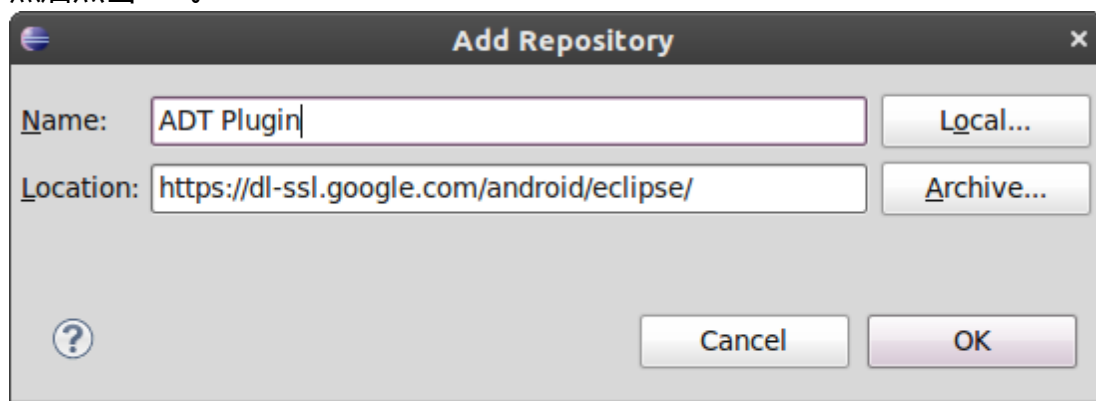 Add Repository
Name: ADT Plugin Local...
Location: https://dl-ssl.google.com/android/eclipse/ Archive...
Cancel OK